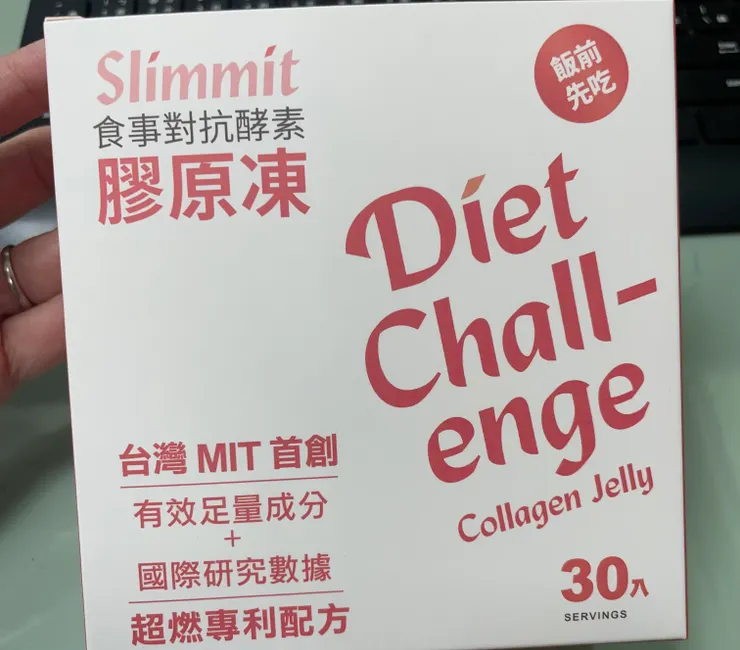 Slimmit
食事對抗酵素
膠原凍
飯前
先吃
Diet
Chall-
enge
Collagen Jelly
台灣 MIT 首創
有效足量成分
+
國際研究數據
超燃專利配方
30入
SERVINGS